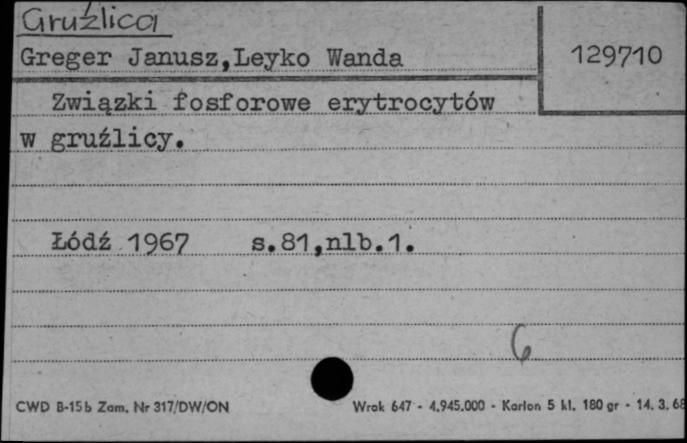 Gruźlica
Greger Janusz,Leyko Wanda
129710
Związki fosforowe erytrocytów
w gruźlicy.
Łódź 1967 s.81,nlb.1.
6
CWD B-15b Zam. Nr 317/DW/ON
Wrak 647 - 4.945.000 - Karton 5 kl. 180 gr - 14. 3. 68